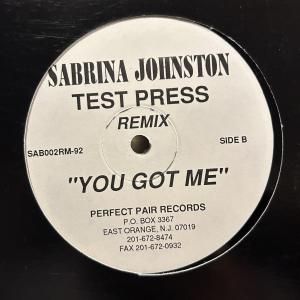 SABRINA JOHNSTON
TEST PRESS
REMIX
SAB002RM-92
SIDE B
"YOU GOT ME"
PERFECT PAIR RECORDS
P.O. BOX 3367
EAST ORANGE, N.J. 07019
201-672-8474
FAX 201-672-0932